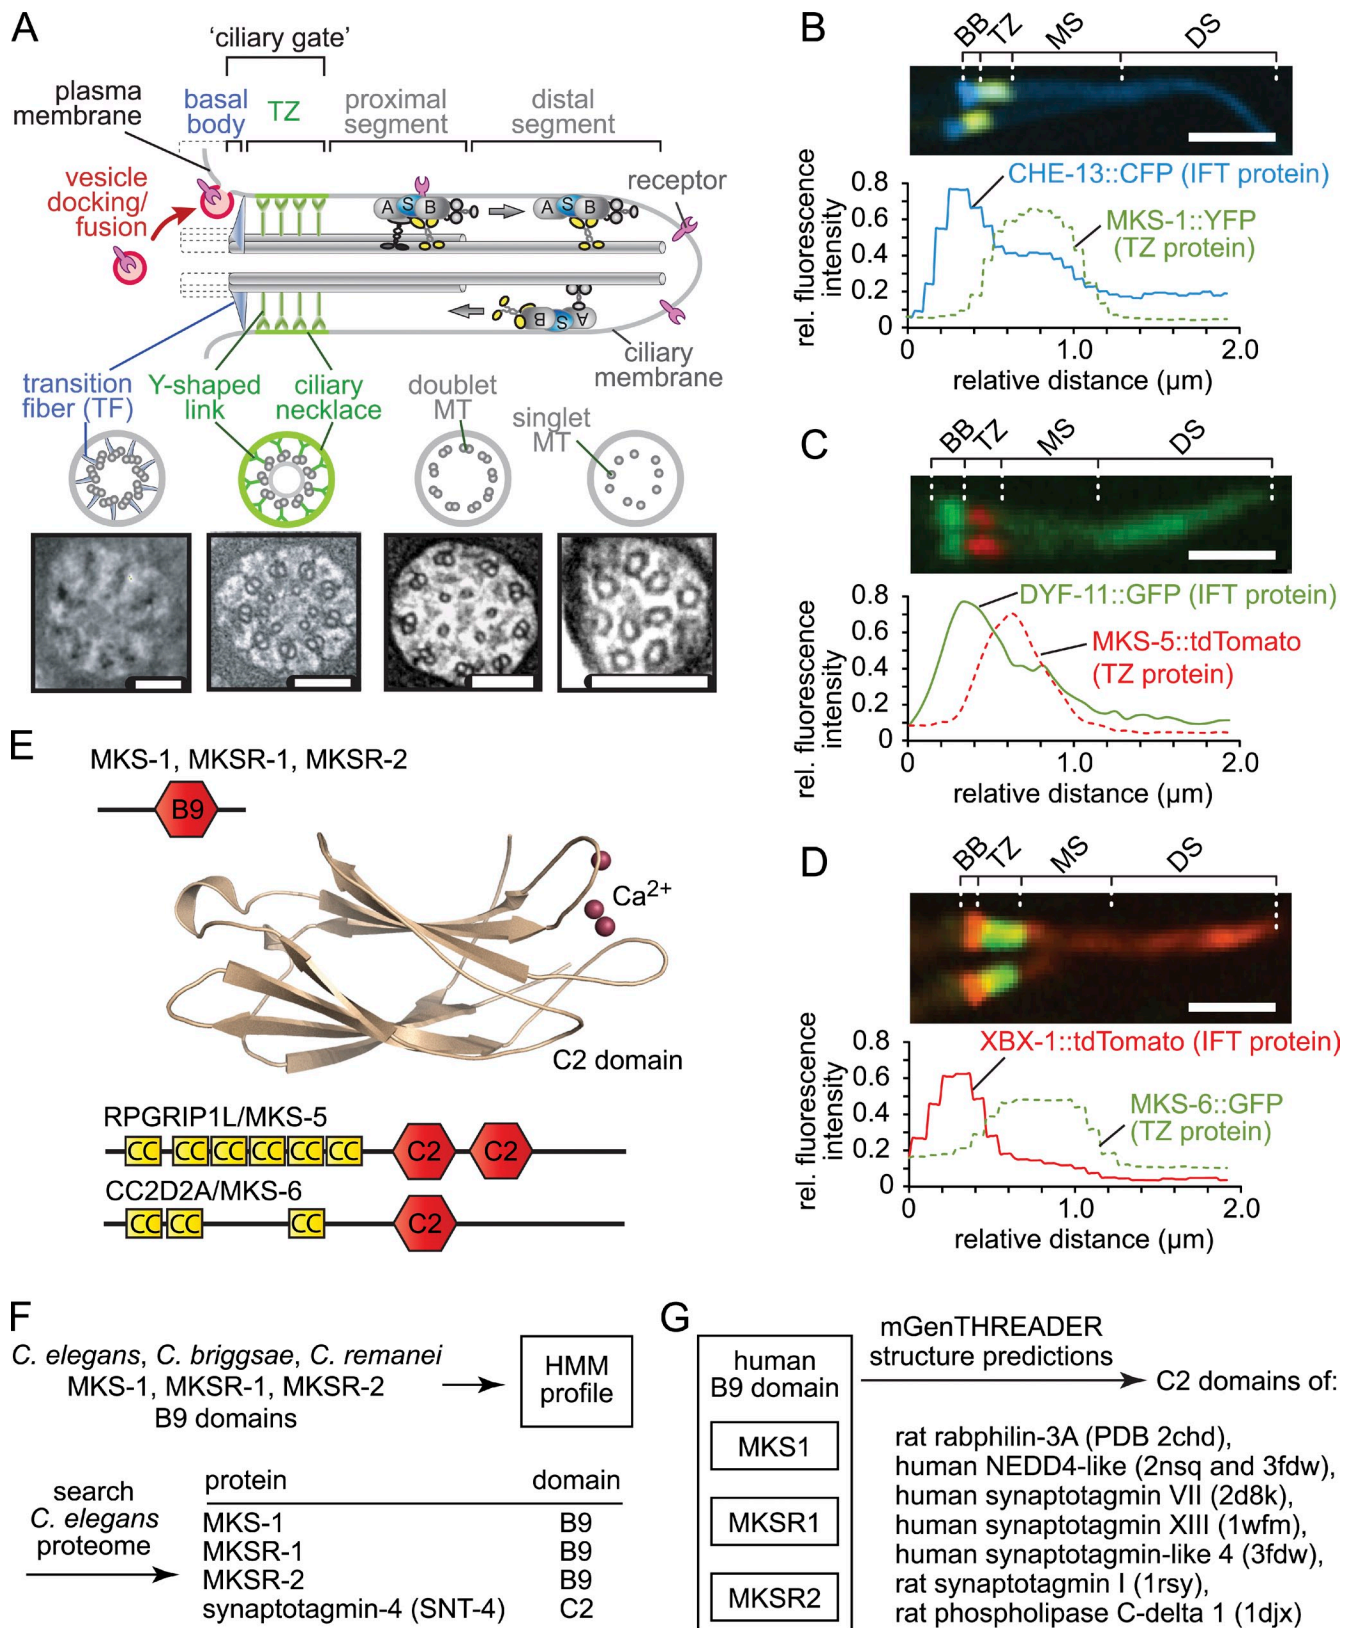 A
'ciliary gate'
plasma
membrane
basal
body
TZ
proximal
segment
distal
segment
vesicle
docking/
fusion
receptor
A S B
A S B
A S B
ciliary
membrane
transition
fiber (TF)
Y-shaped
link
ciliary
necklace
doublet
MT
singlet
MT
B
BB TZ MS DS
CHE-13::CFP (IFT protein)
MKS-1::YFP
(TZ protein)
rel. fluorescence
intensity
0.8
0.6
0.4
0.2
0
0 1.0 2.0
relative distance (µm)
C
BB TZ MS DS
DYF-11::GFP (IFT protein)
MKS-5::tdTomato
(TZ protein)
rel. fluorescence
intensity
0.8
0.6
0.4
0.2
0
0 1.0 2.0
relative distance (µm)
D
BB TZ MS DS
XBX-1::tdTomato (IFT protein)
MKS-6::GFP
(TZ protein)
rel. fluorescence
intensity
0.8
0.6
0.4
0.2
0
0 1.0 2.0
relative distance (µm)
E
MKS-1, MKSR-1, MKSR-2
B9
Ca2+
C2 domain
RPGRIP1L/MKS-5
CC CC CC CC CC CC C2 C2
CC2D2A/MKS-6
CC CC CC C2
F
C. elegans, C. briggsae, C. remanei
MKS-1, MKSR-1, MKSR-2
B9 domains
HMM
profile
search
C. elegans
proteome
protein domain
MKS-1 B9
MKSR-1 B9
MKSR-2 B9
synaptotagmin-4 (SNT-4) C2
G
human
B9 domain
MKS1
MKSR1
MKSR2
mGenTHREADER
structure predictions
C2 domains of:
rat rabphilin-3A (PDB 2chd),
human NEDD4-like (2nsq and 3fdw),
human synaptotagmin VII (2d8k),
human synaptotagmin XIII (1wfm),
human synaptotagmin-like 4 (3fdw),
rat synaptotagmin I (1rsy),
rat phospholipase C-delta 1 (1djx)